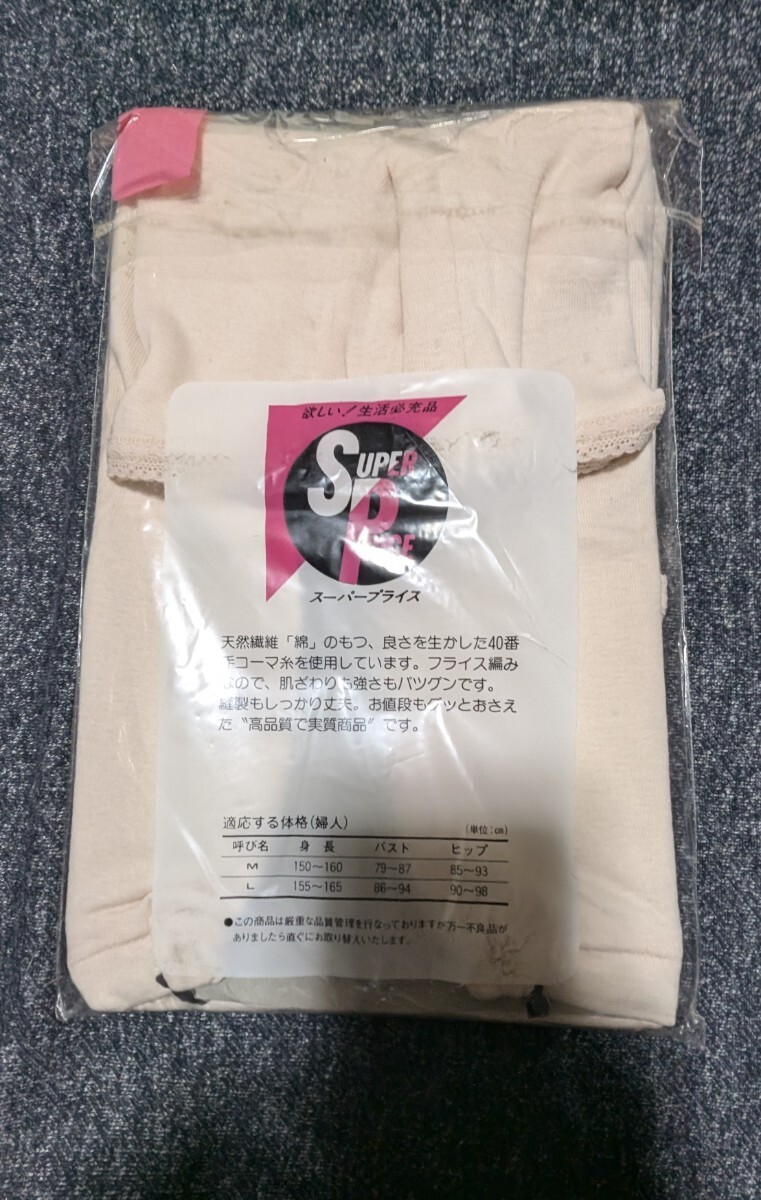 欲しい!生活必充品
SUPER
PRICE
スーパープライス
天然繊維「綿」のもつ、良さを生かした40番
手コーマ糸を使用しています。フライス編み
なので、肌ざわりも強さもバツグンです。
縫製もしっかり丈夫。お値段もグッとおさえ
た〝高品質で実質商品〟です。
適応する体格(婦人)
(単位:cm)
呼び名 身長 バスト ヒップ
M 150〜160 79〜87 85〜93
L 155〜165 86〜94 90〜98
●この商品は厳重な品質管理を行なっておりますが万一不良品が
ありましたら直ぐにお取り替えいたします。